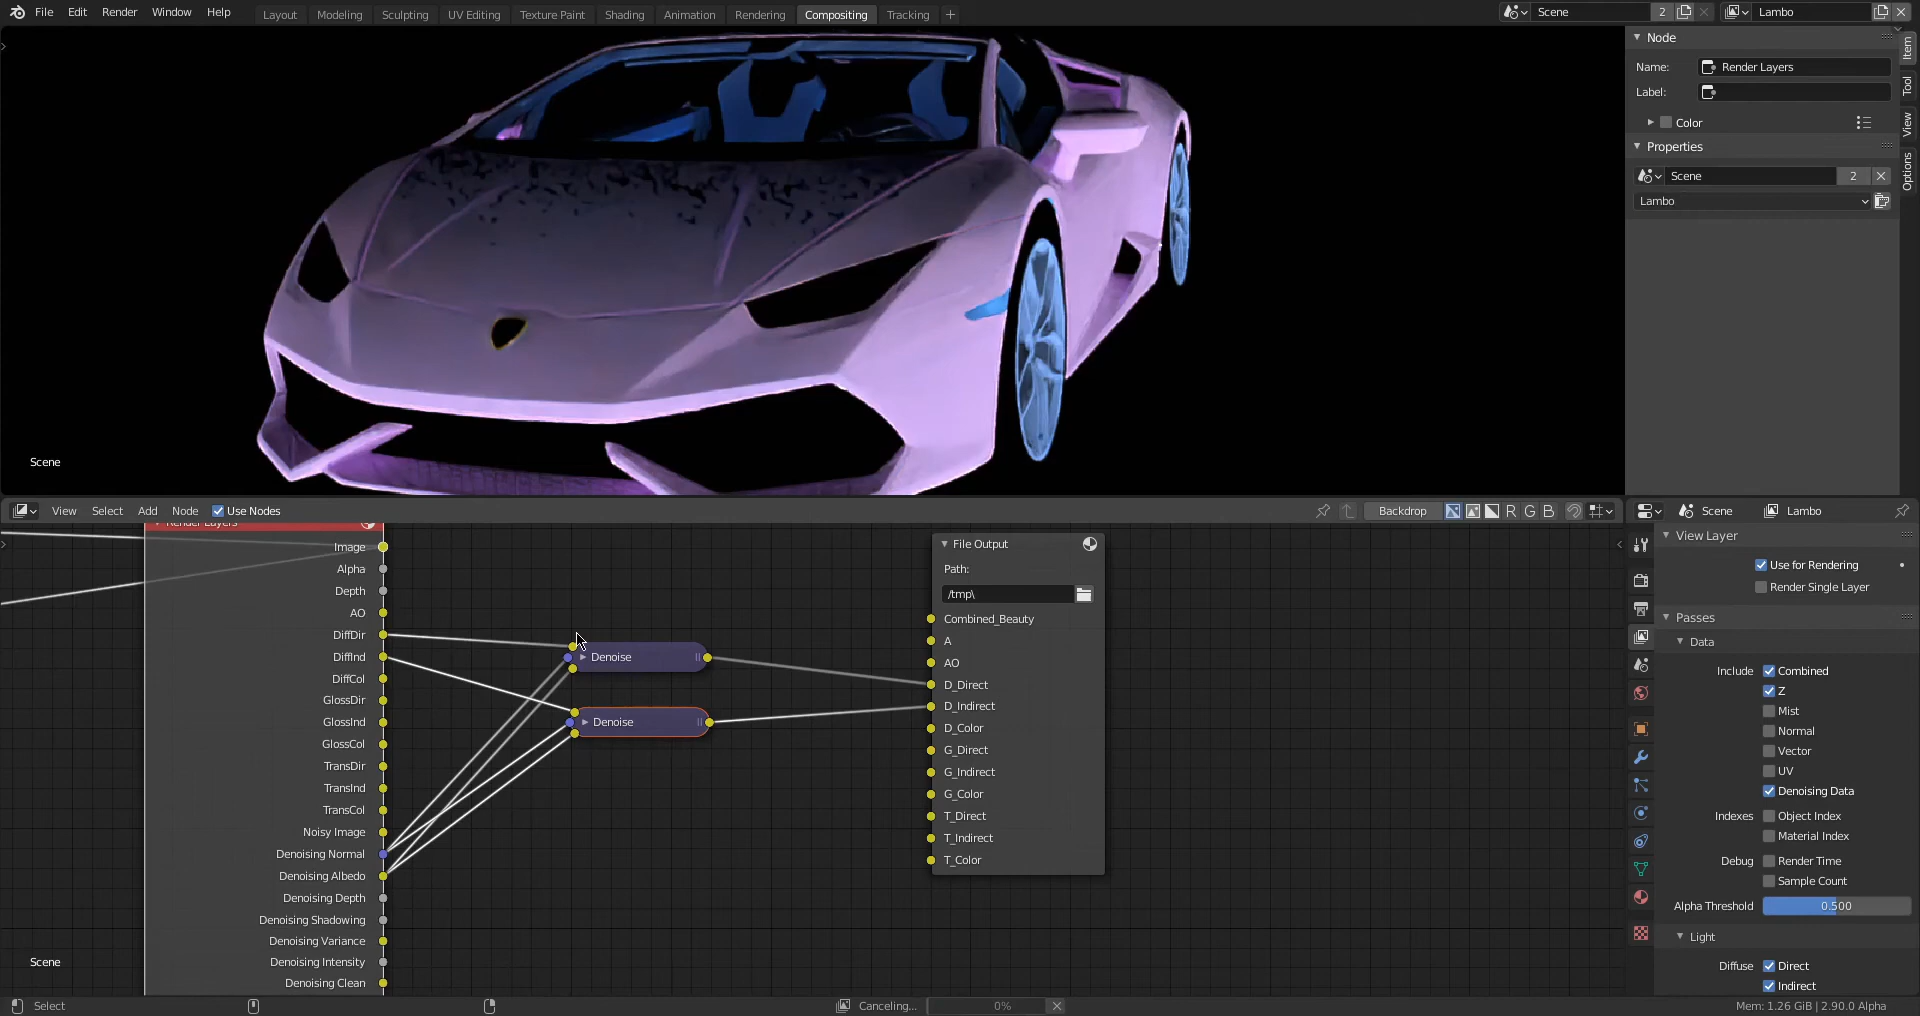 File Edit Render Window Help Layout Modeling Sculpting UV Editing Texture Paint Shading Animation Rendering Compositing Tracking + Scene 2 Lambo
Node
Name: Render Layers
Label:
Color
Properties
Scene 2
Lambo
Item
Tool
View
Options
Scene
View Select Add Node Use Nodes Backdrop R G B
Render Layers
Image
Alpha
Depth
AO
DiffDir
DiffInd
DiffCol
GlossDir
GlossInd
GlossCol
TransDir
TransInd
TransCol
Noisy Image
Denoising Normal
Denoising Albedo
Denoising Depth
Denoising Shadowing
Denoising Variance
Denoising Intensity
Denoising Clean
Denoise
Denoise
File Output
Path:
/tmp\
Combined_Beauty
A
AO
D_Direct
D_Indirect
D_Color
G_Direct
G_Indirect
G_Color
T_Direct
T_Indirect
T_Color
Scene
Scene Lambo
View Layer
Use for Rendering
Render Single Layer
Passes
Data
Include Combined
Z
Mist
Normal
Vector
UV
Denoising Data
Indexes Object Index
Material Index
Debug Render Time
Sample Count
Alpha Threshold 0.500
Light
Diffuse Direct
Indirect
Select Canceling... 0% Mem: 1.26 GiB | 2.90.0 Alpha